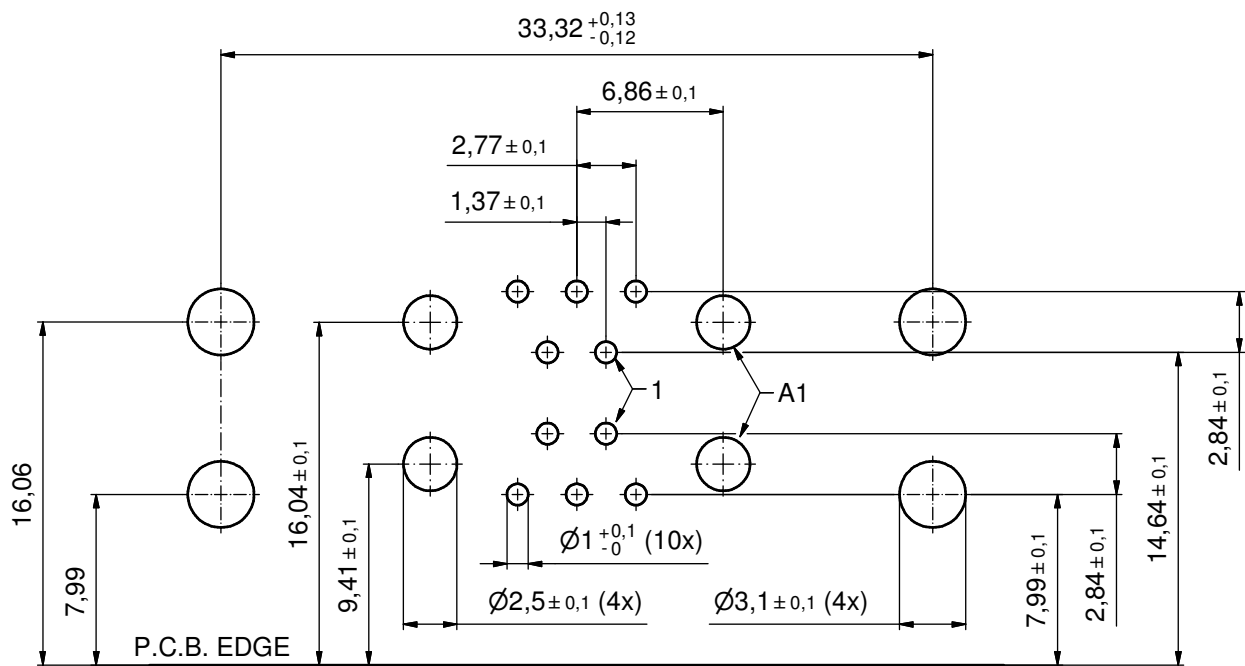 33,32 +0,13 -0,12
6,86 ± 0,1
2,77 ± 0,1
1,37 ± 0,1
1
A1
16,06
7,99
16,04 ± 0,1
9,41 ± 0,1
2,84 ± 0,1
14,64 ± 0,1
2,84 ± 0,1
7,99 ± 0,1
Ø1 +0,1 -0 (10x)
Ø2,5 ± 0,1 (4x)
Ø3,1 ± 0,1 (4x)
P.C.B. EDGE